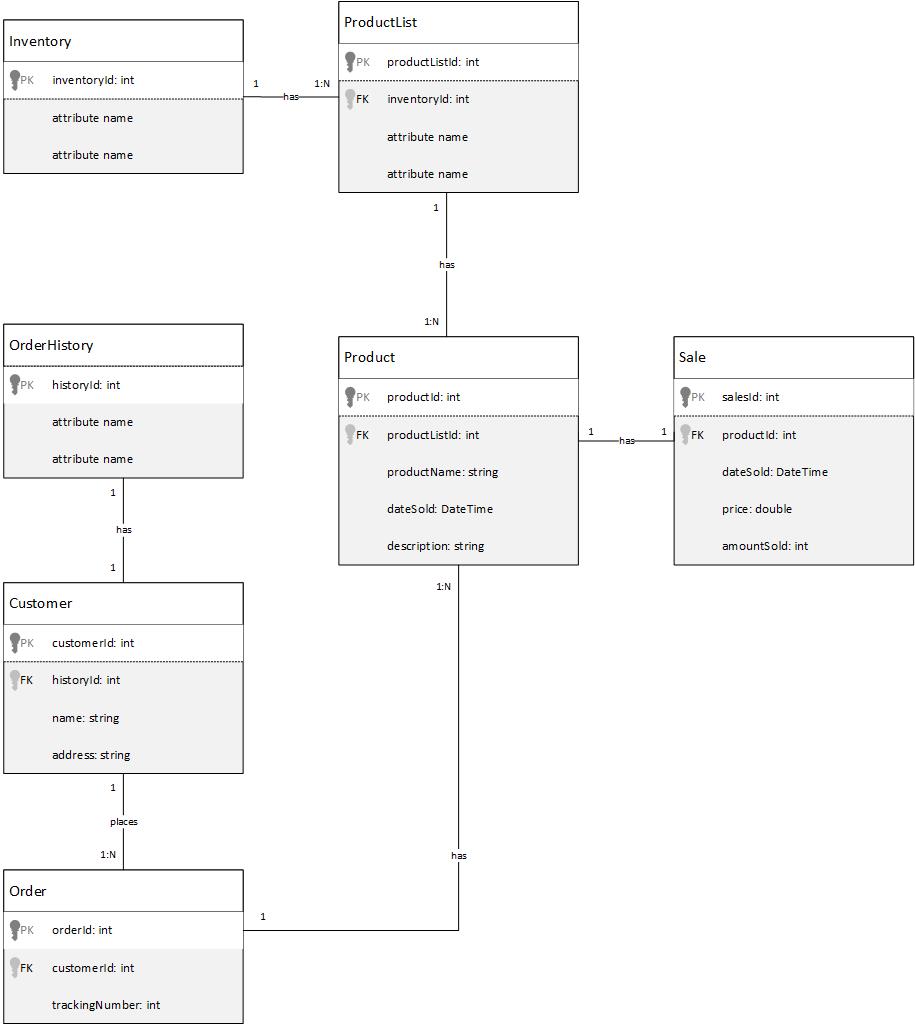 Inventory
PK inventoryId: int
attribute name
attribute name
1 has 1:N
ProductList
PK productListId: int
FK inventoryId: int
attribute name
attribute name
1
has
1:N
OrderHistory
PK historyId: int
attribute name
attribute name
Product
PK productId: int
FK productListId: int
productName: string
dateSold: DateTime
description: string
1 has 1
Sale
PK salesId: int
FK productId: int
dateSold: DateTime
price: double
amountSold: int
1
has
1
Customer
PK customerId: int
FK historyId: int
name: string
address: string
1
places
1:N
Order
PK orderId: int
FK customerId: int
trackingNumber: int
1:N
has
1